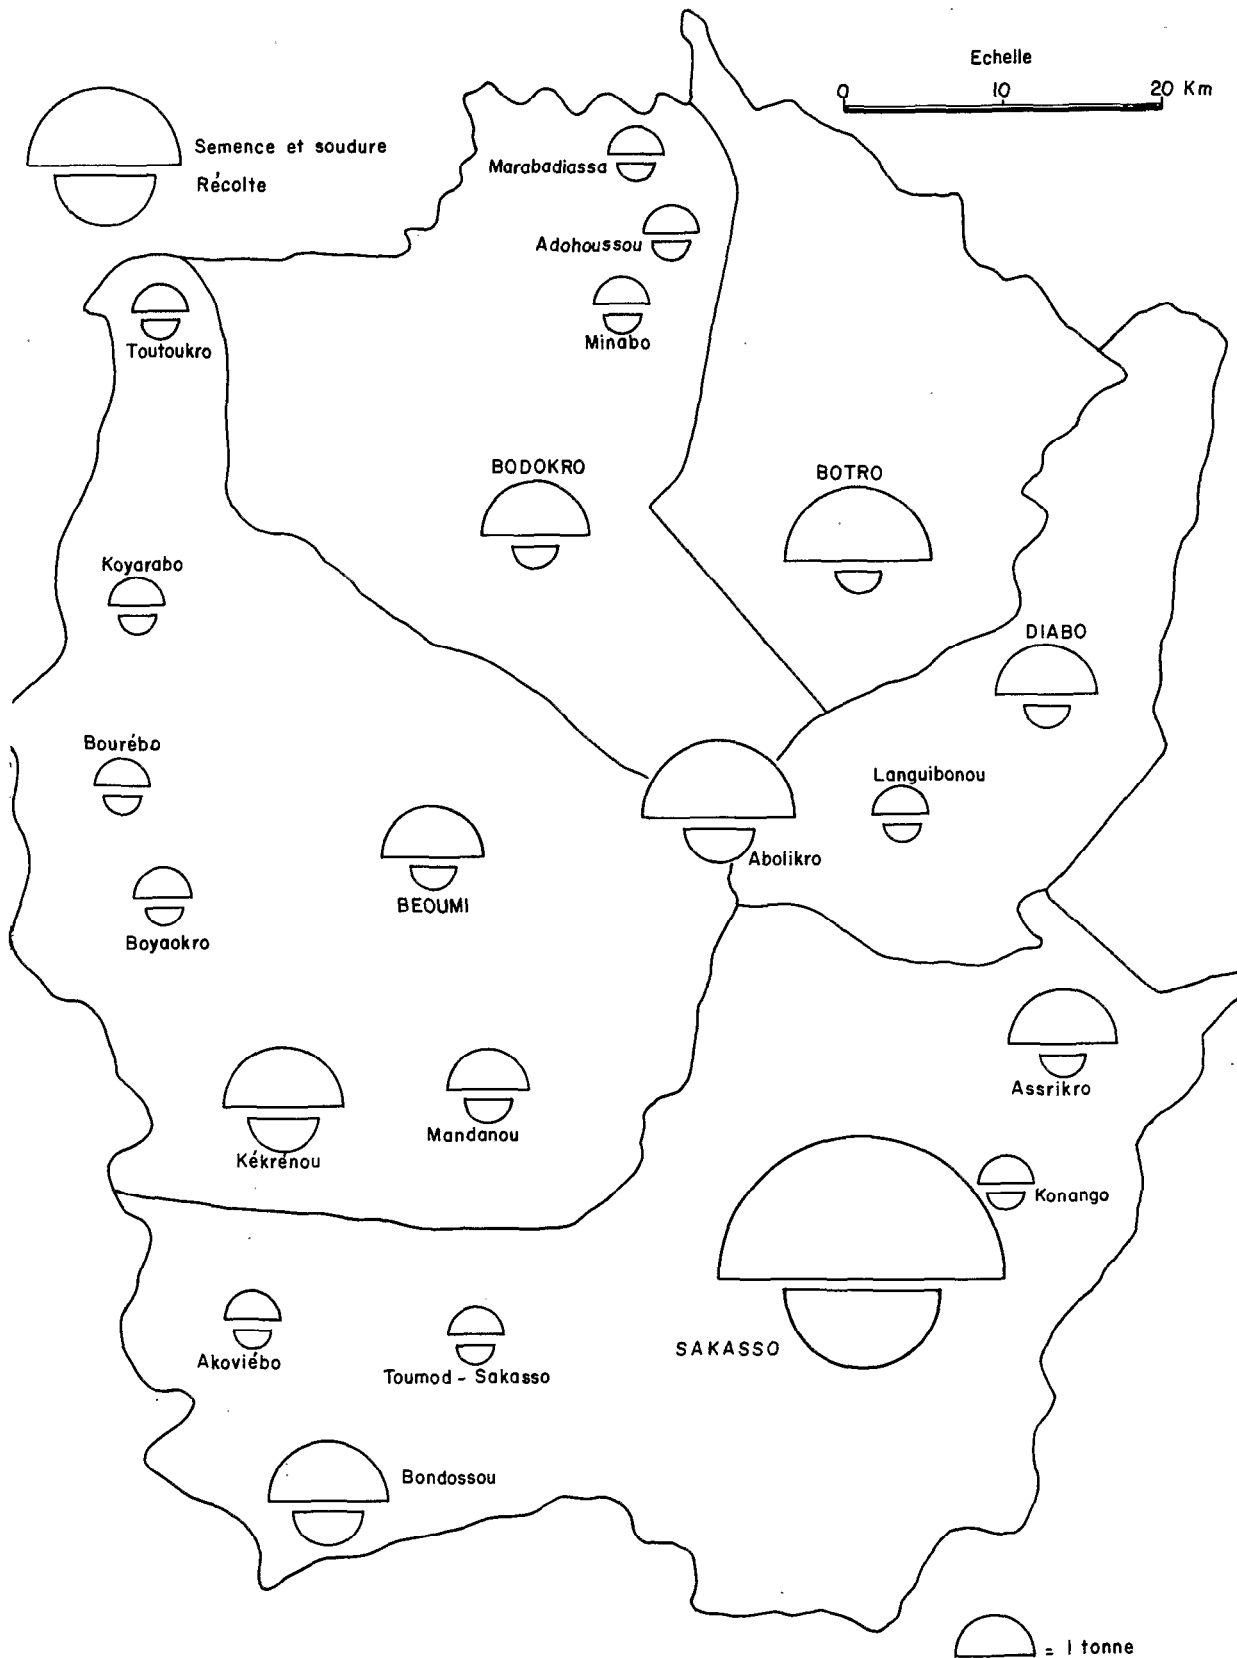 Echelle
0 10 20 Km
Semence et soudure
Récolte
Marabadiassa
Adohoussou
Minabo
Toutoukro
BODOKRO
BOTRO
Koyarabo
DIABO
Bourébo
Languibonou
Abolikro
BEOUMI
Boyaokro
Assrikro
Mandanou
Kékrénou
Konango
SAKASSO
Akoviébo
Toumod - Sakasso
Bondossou
= 1 tonne